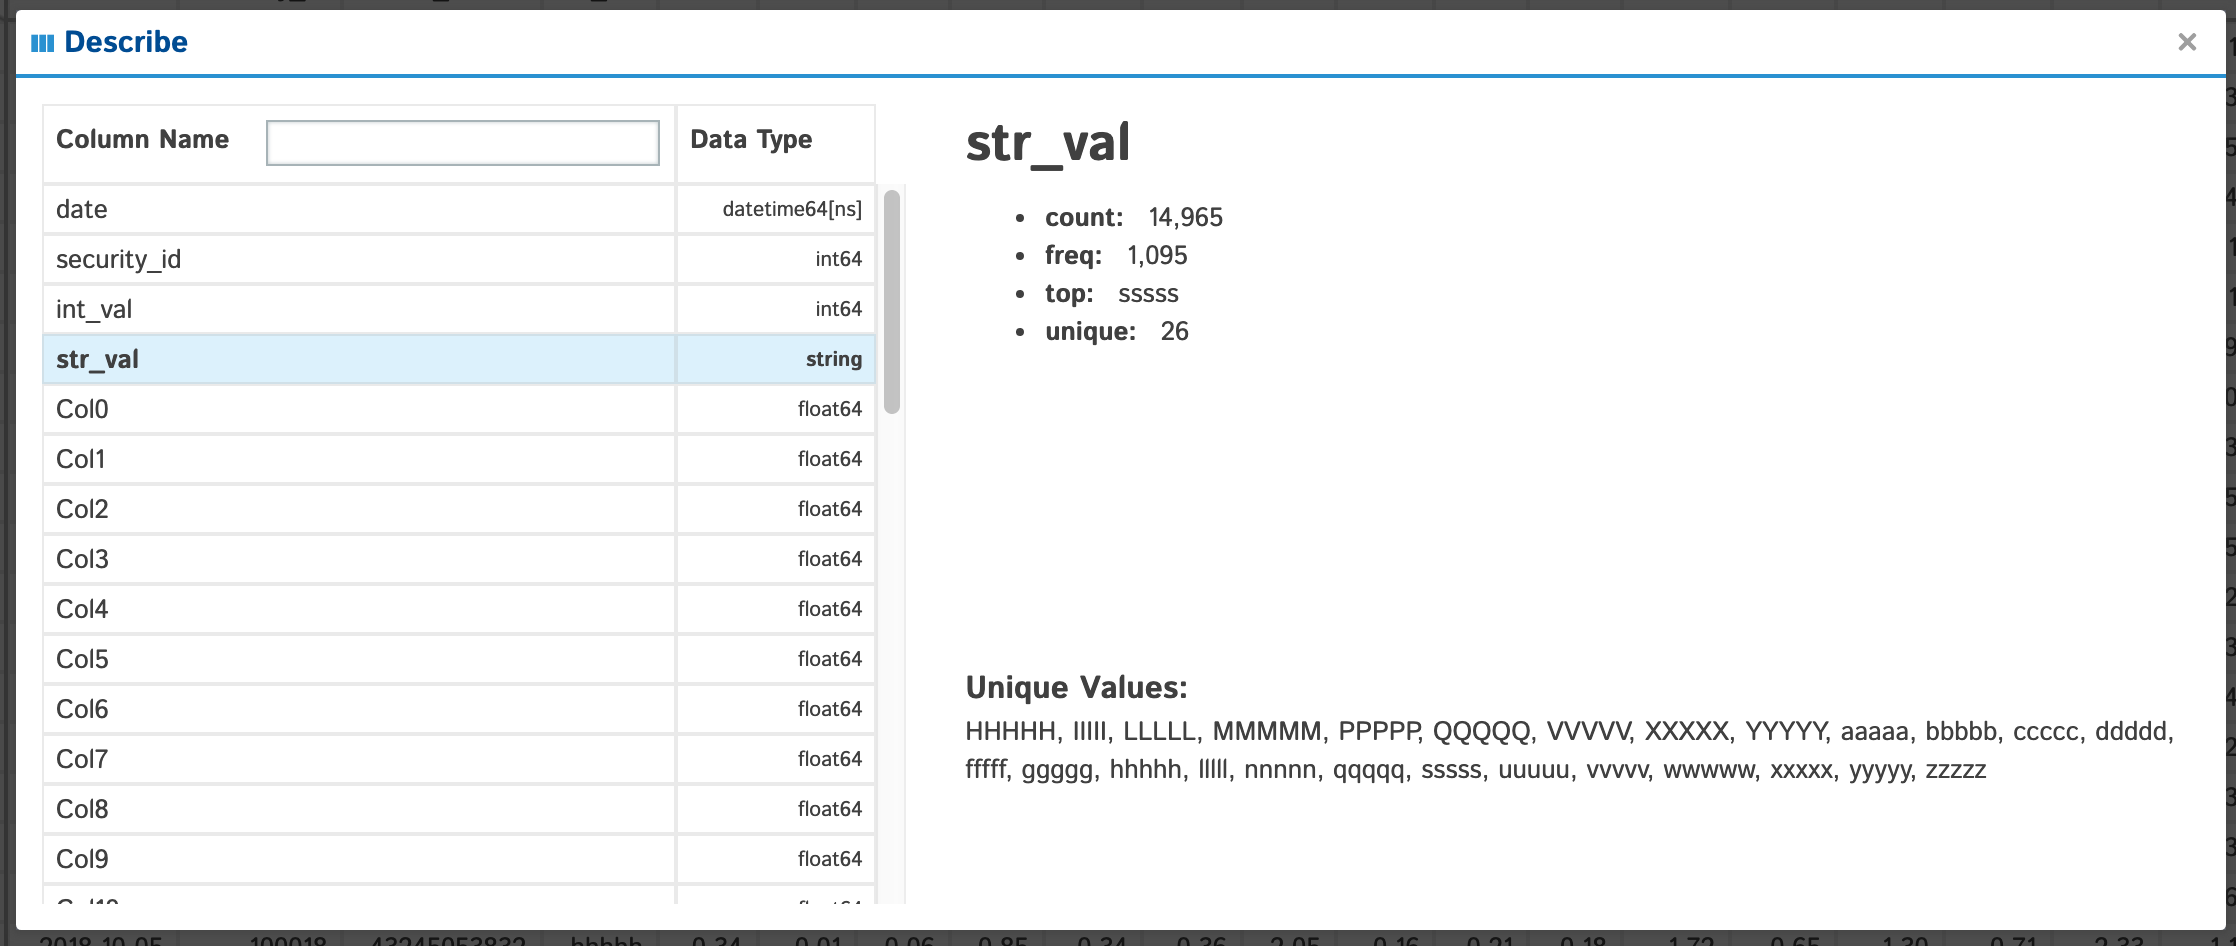 Describe
×
Column Name Data Type
date datetime64[ns]
security_id int64
int_val int64
str_val string
Col0 float64
Col1 float64
Col2 float64
Col3 float64
Col4 float64
Col5 float64
Col6 float64
Col7 float64
Col8 float64
Col9 float64
str_val
• count: 14,965
• freq: 1,095
• top: sssss
• unique: 26
Unique Values:
HHHHH, IIIII, LLLLL, MMMMM, PPPPP, QQQQQ, VVVVV, XXXXX, YYYYY, aaaaa, bbbbb, ccccc, ddddd,
fffff, ggggg, hhhhh, lllll, nnnnn, qqqqq, sssss, uuuuu, vvvvv, wwwww, xxxxx, yyyyy, zzzzz